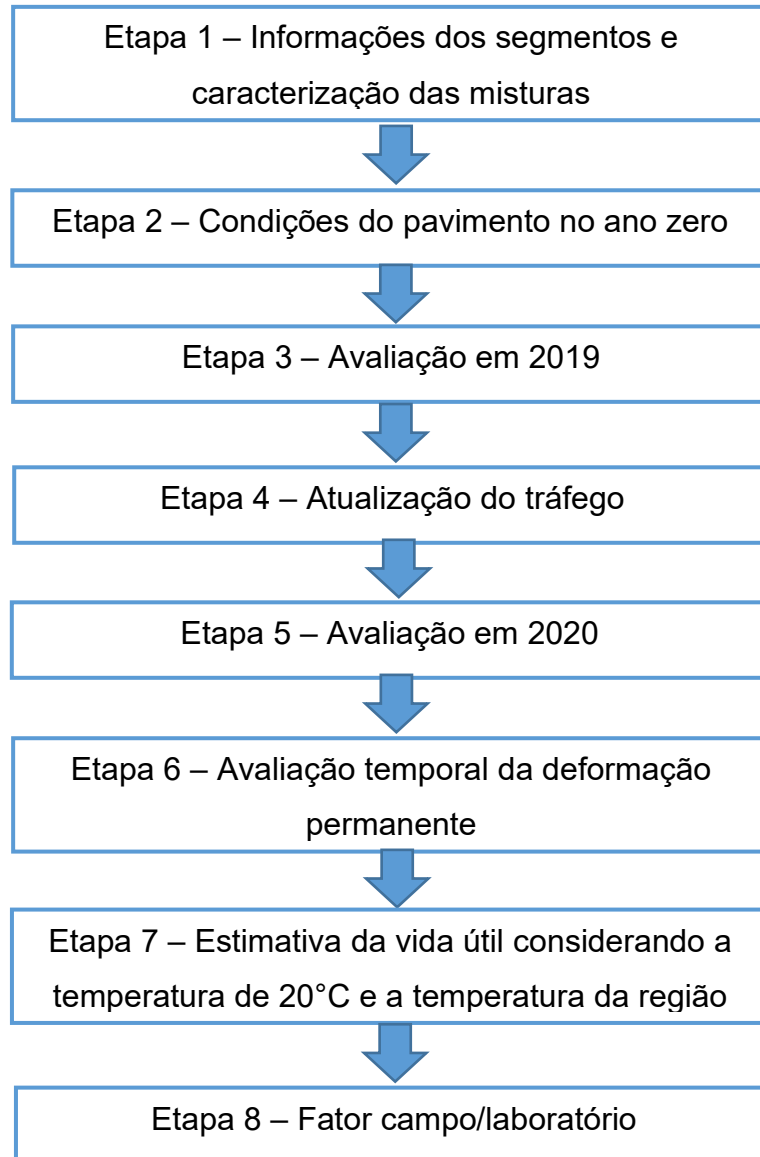 Etapa 1 – Informações dos segmentos e
caracterização das misturas
Etapa 2 – Condições do pavimento no ano zero
Etapa 3 – Avaliação em 2019
Etapa 4 – Atualização do tráfego
Etapa 5 – Avaliação em 2020
Etapa 6 – Avaliação temporal da deformação
permanente
Etapa 7 – Estimativa da vida útil considerando a
temperatura de 20°C e a temperatura da região
Etapa 8 – Fator campo/laboratório